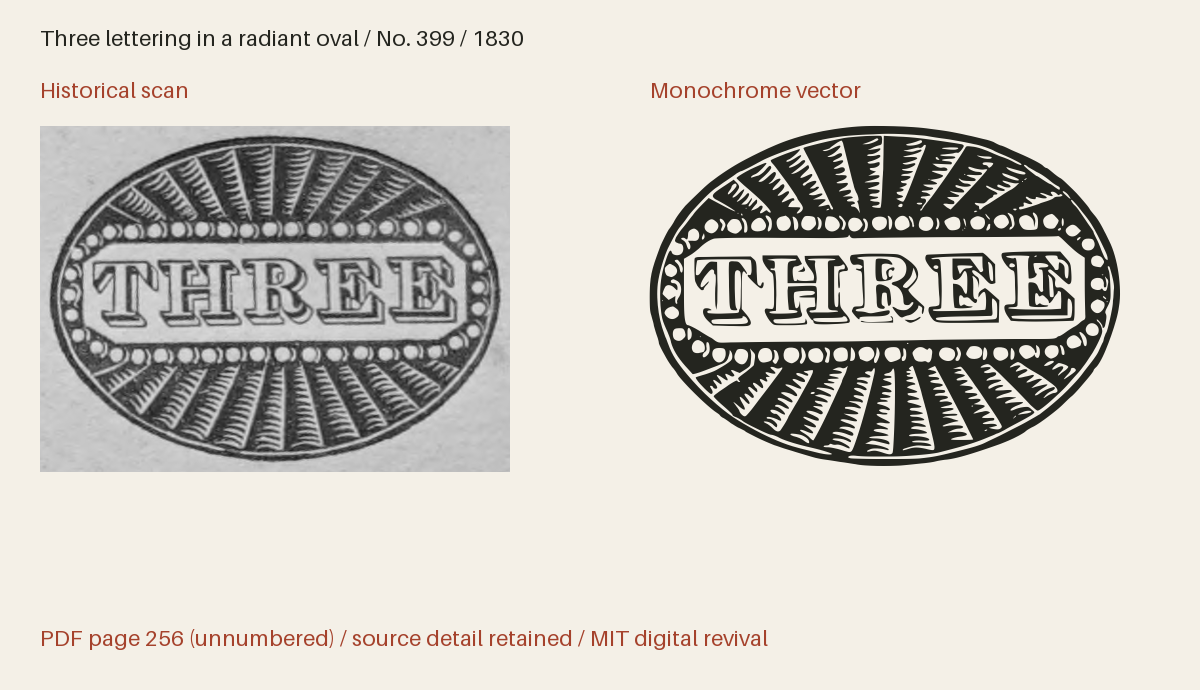 Three lettering in a radiant oval / No. 399 / 1830
Historical scan
Monochrome vector
THREE
THREE
PDF page 256 (unnumbered) / source detail retained / MIT digital revival